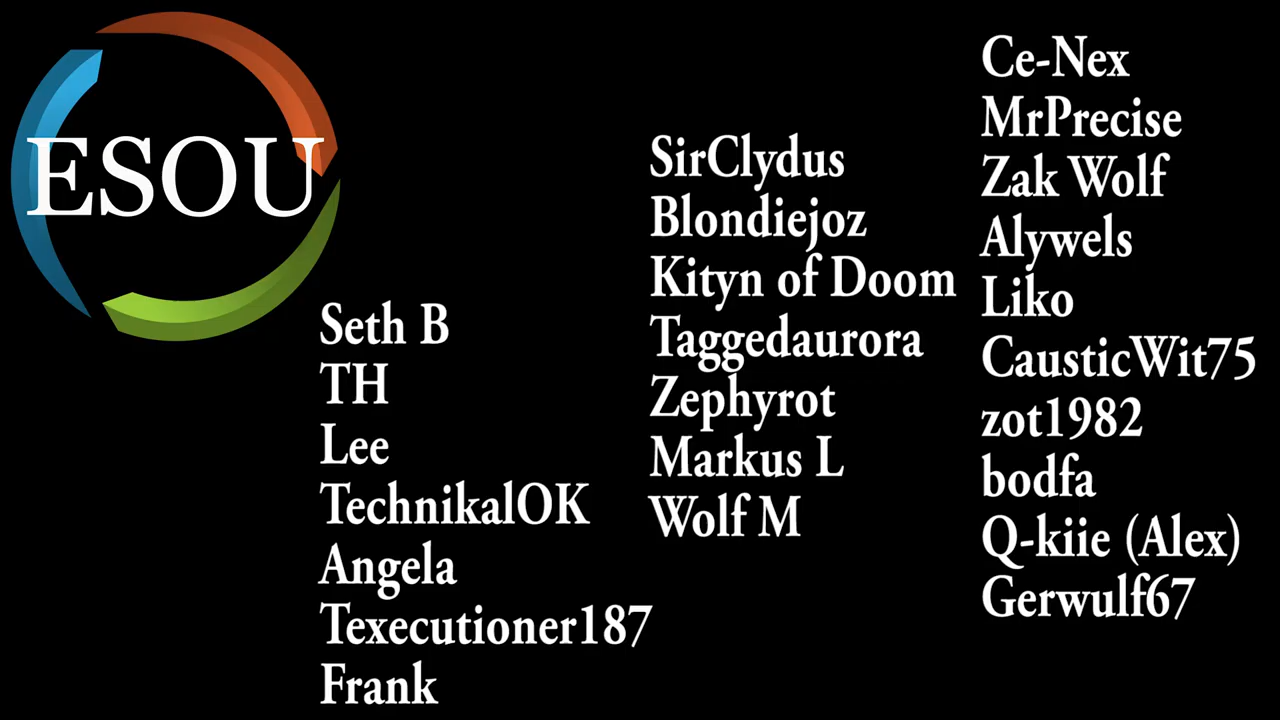 ESOU
Seth B
TH
Lee
TechnikalOK
Angela
Texecutioner187
Frank
SirClydus
Blondiejoz
Kityn of Doom
Taggedaurora
Zephyrot
Markus L
Wolf M
Ce-Nex
MrPrecise
Zak Wolf
Alywels
Liko
CausticWit75
zot1982
bodfa
Q-kiie (Alex)
Gerwulf67